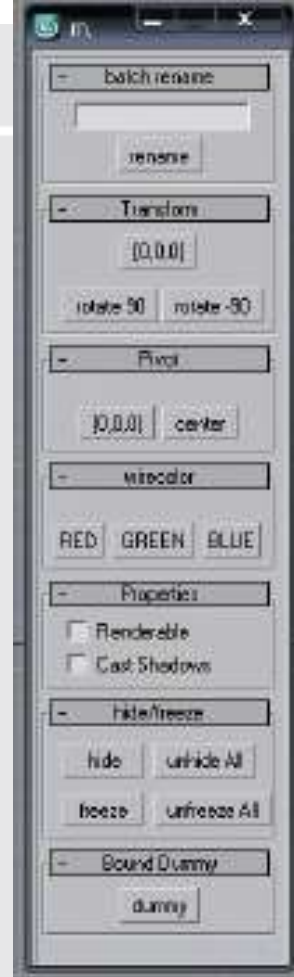 m,
- batch rename
rename
- Transform
[0,0,0]
rotate 90 rotate -90
- Pivot
[0,0,0] center
- wirecolor
RED GREEN BLUE
- Properties
Renderable
Cast Shadows
- hide/freeze
hide unhide All
freeze unfreeze All
- Bound Dummy
dummy